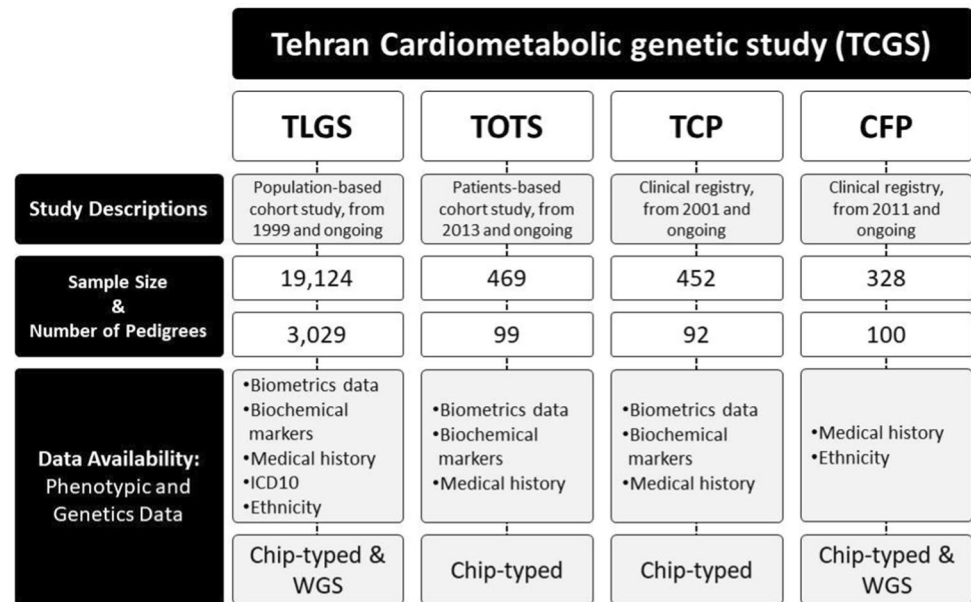 Tehran Cardiometabolic genetic study (TCGS)
TLGS
TOTS
TCP
CFP
Study Descriptions
Population-based
cohort study, from
1999 and ongoing
Patients-based
cohort study, from
2013 and ongoing
Clinical registry,
from 2001 and
ongoing
Clinical registry,
from 2011 and
ongoing
Sample Size
&
Number of Pedigrees
19,124
469
452
328
3,029
99
92
100
Data Availability:
Phenotypic and
Genetics Data
•Biometrics data
•Biochemical
markers
•Medical history
•ICD10
•Ethnicity
•Biometrics data
•Biochemical
markers
•Medical history
•Biometrics data
•Biochemical
markers
•Medical history
•Medical history
•Ethnicity
Chip-typed &
WGS
Chip-typed
Chip-typed
Chip-typed &
WGS